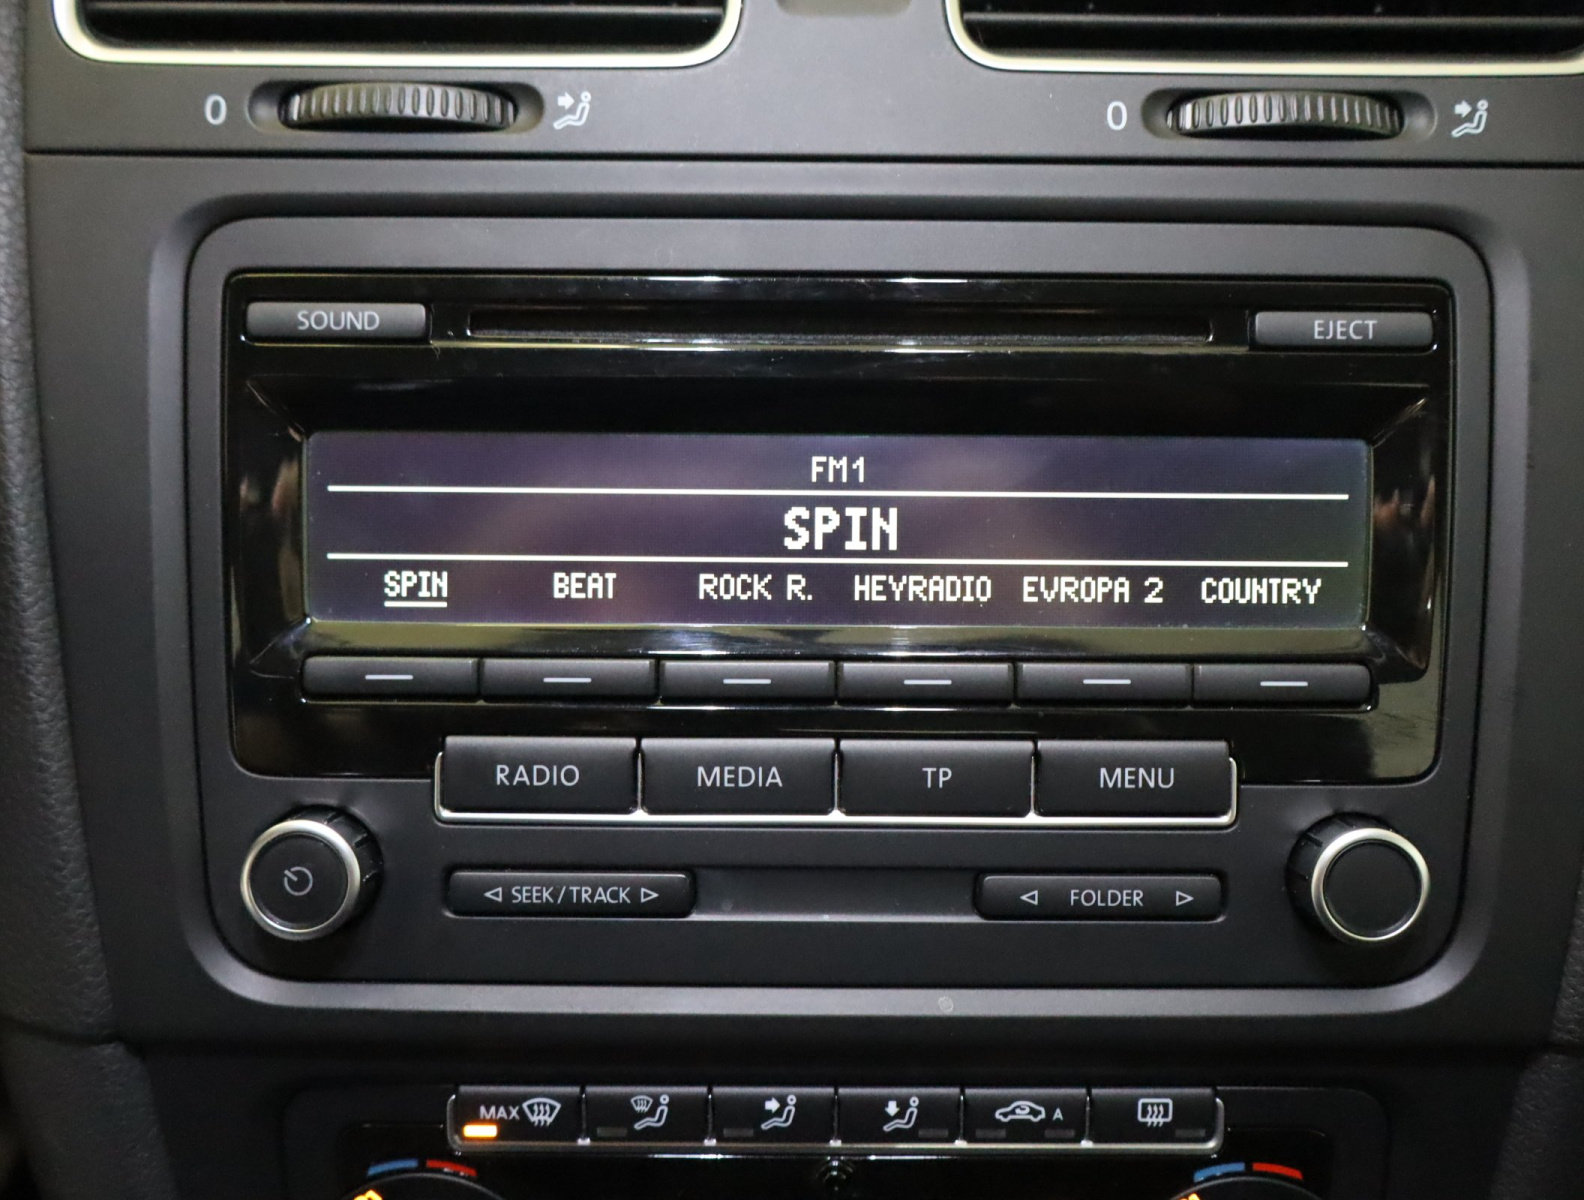 0 0
SOUND EJECT
FM1
SPIN
SPIN BEAT ROCK R. HEYRADIO EVROPA 2 COUNTRY
RADIO MEDIA TP MENU
SEEK/TRACK FOLDER
MAX A